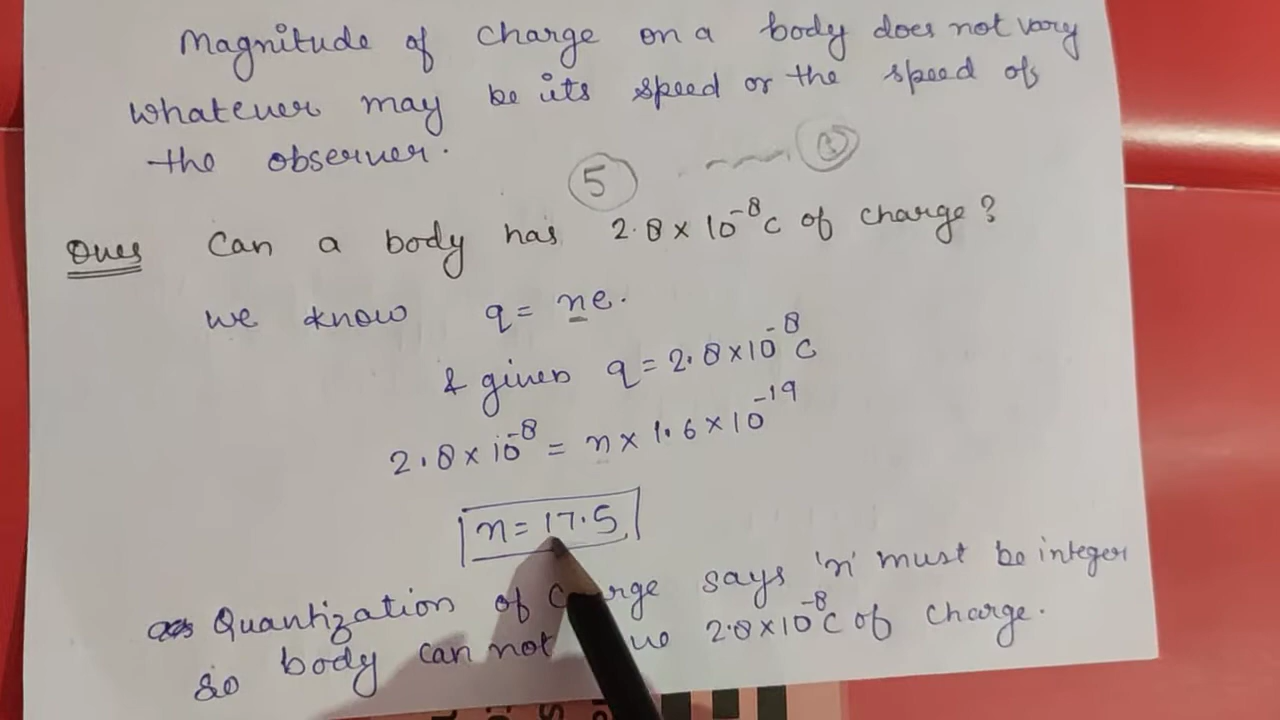 Magnitude of charge on a body does not vary
whatever may be its speed or the speed of
the observer.
5
Ques Can a body has 2.8 × 10⁻⁸ C of charge?
we know q = ne.
& given q = 2.8 × 10⁻⁸ C
2.8 × 10⁻⁸ = n × 1.6 × 10⁻¹⁹
n = 17.5
Quantization of says 'n' must be integer
so body can not 2.8 × 10⁻⁸ C of charge.